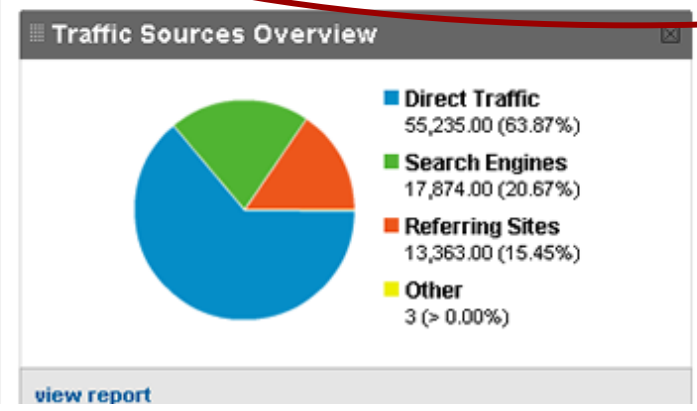 Traffic Sources Overview
Direct Traffic
55,235.00 (63.87%)
Search Engines
17,874.00 (20.67%)
Referring Sites
13,363.00 (15.45%)
Other
3 (> 0.00%)
view report